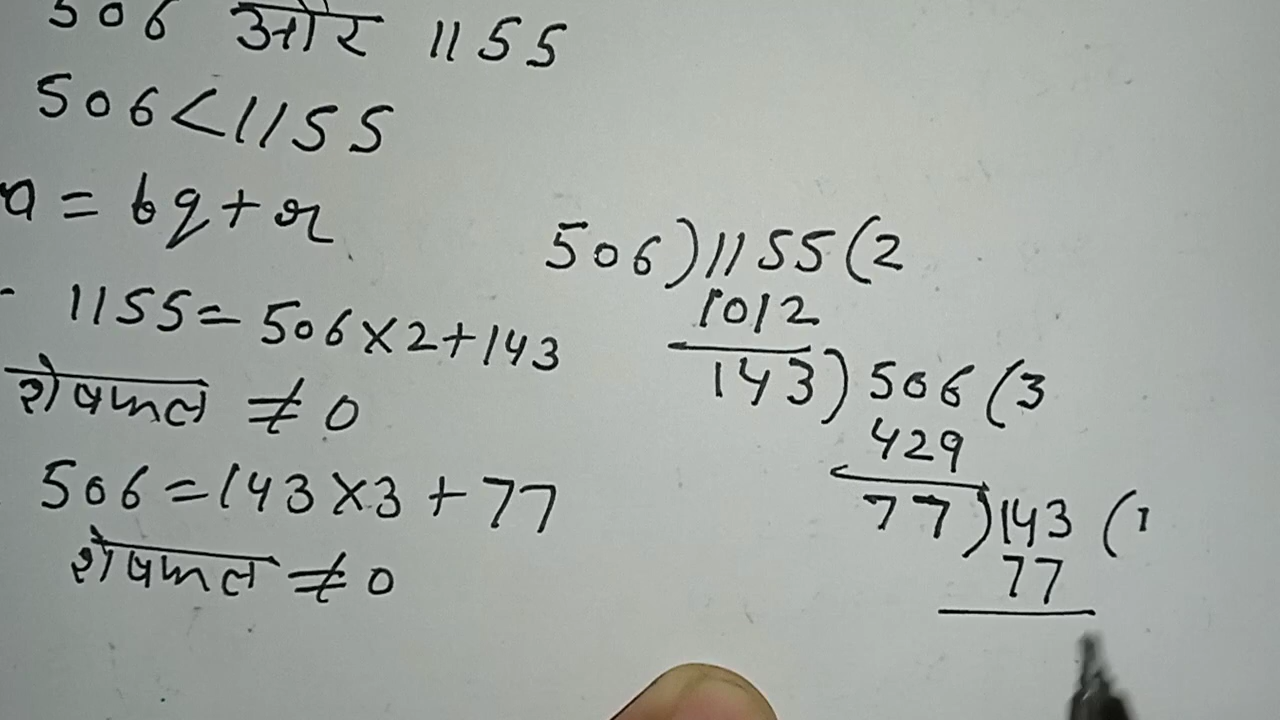 506 और 1155
506<1155
a = bq+r
1155=506×2+143
शेषफल ≠ 0
506=143×3+77
शेषफल ≠0
506)1155(2
1012
143)506(3
429
77)143(1
77